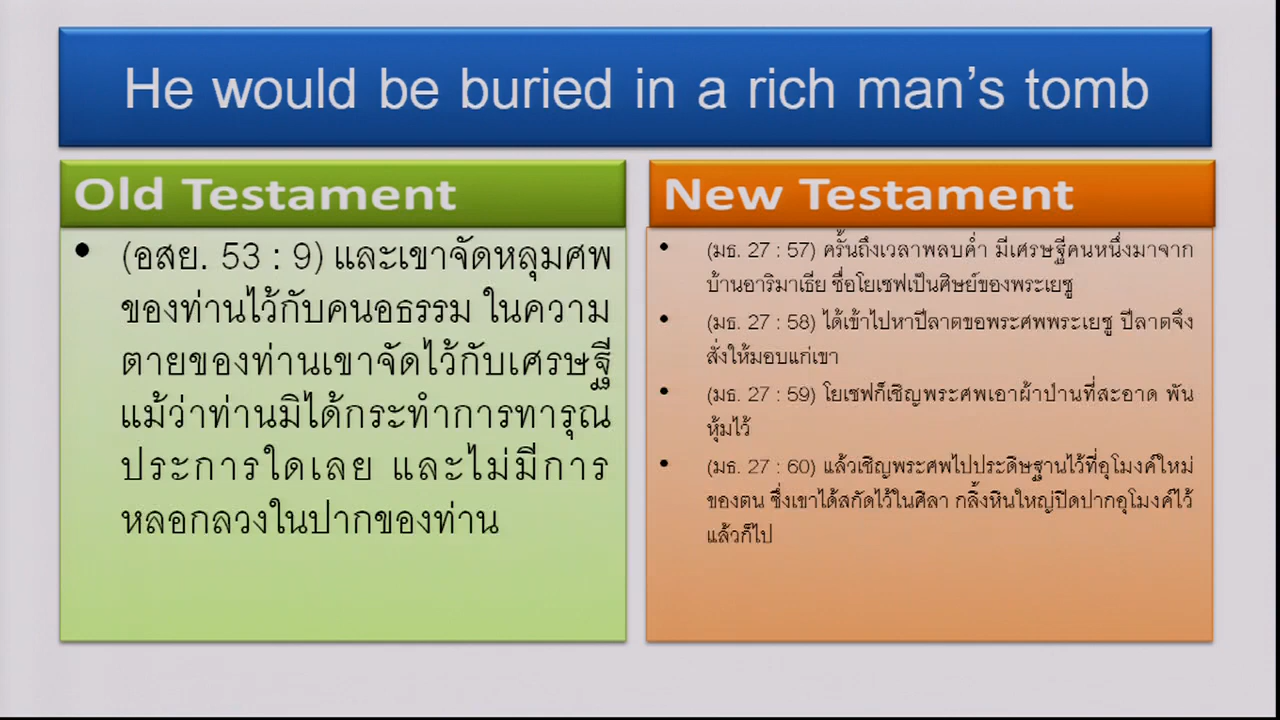 He would be buried in a rich man's tomb
Old Testament
• (อสย. 53 : 9) และเขาจัดหลุมศพ
ของท่านไว้กับคนอธรรม ในความ
ตายของท่านเขาจัดไว้กับเศรษฐี
แม้ว่าท่านมิได้กระทำการทารุณ
ประการใดเลย และไม่มีการ
หลอกลวงในปากของท่าน
New Testament
• (มธ. 27 : 57) ครั้นถึงเวลาพลบค่ำ มีเศรษฐีคนหนึ่งมาจาก
บ้านอาริมาเธีย ชื่อโยเซฟเป็นศิษย์ของพระเยซู
• (มธ. 27 : 58) ได้เข้าไปหาปีลาตขอพระศพพระเยซู ปีลาตจึง
สั่งให้มอบแก่เขา
• (มธ. 27 : 59) โยเซฟก็เชิญพระศพเอาผ้าป่านที่สะอาด พัน
หุ้มไว้
• (มธ. 27 : 60) แล้วเชิญพระศพไปประดิษฐานไว้ที่อุโมงค์ใหม่
ของตน ซึ่งเขาได้สกัดไว้ในศิลา กลิ้งหินใหญ่ปิดปากอุโมงค์ไว้
แล้วก็ไป